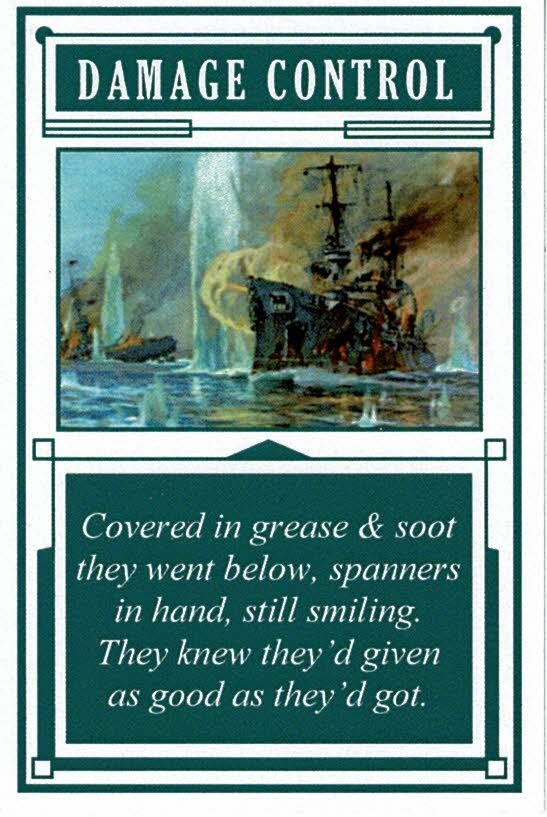 DAMAGE CONTROL
Covered in grease & soot
they went below, spanners
in hand, still smiling.
They knew they'd given
as good as they'd got.